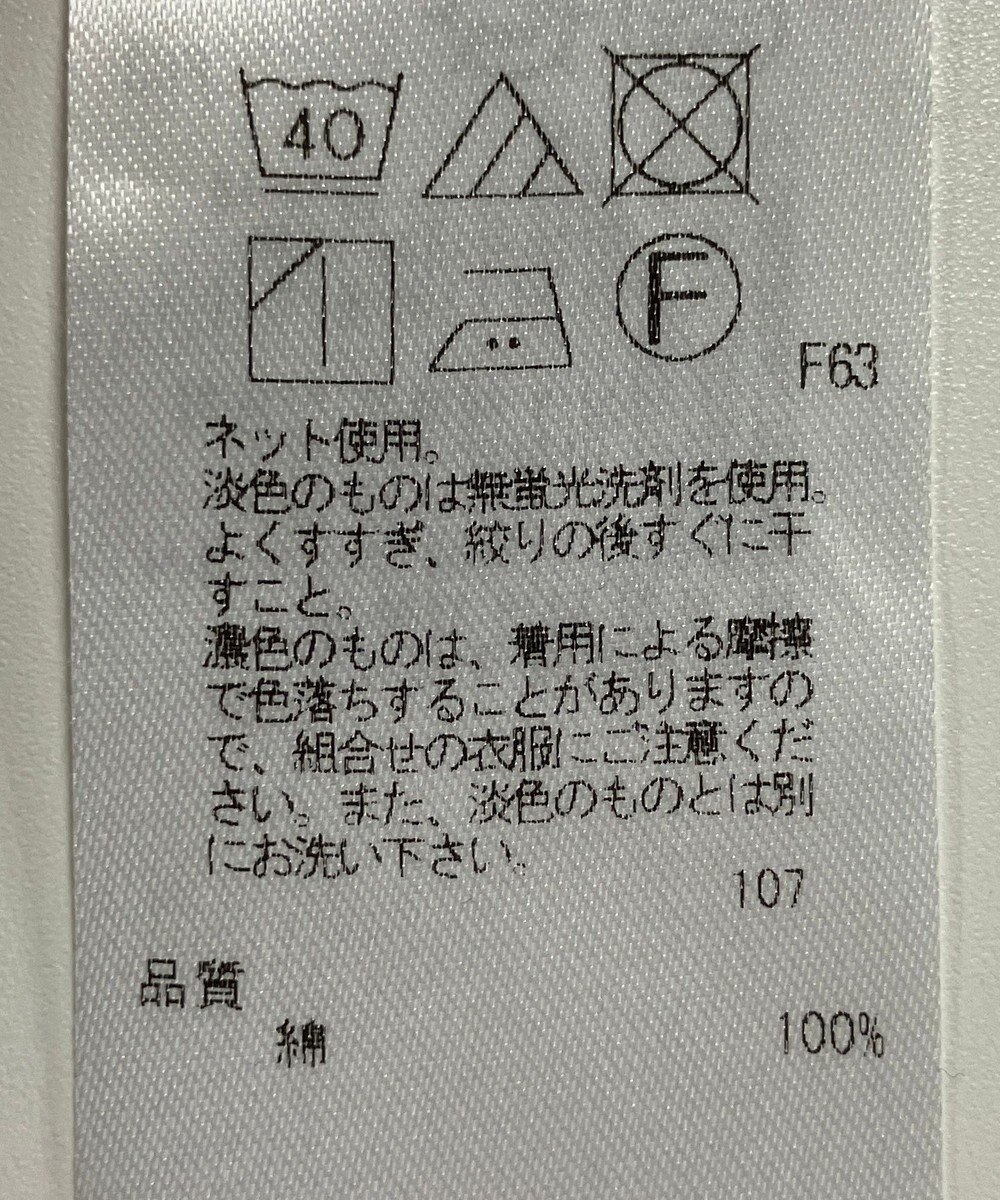 40
F
F63
ネット使用。
淡色のものは無蛍光洗剤を使用。
よくすすぎ、絞りの後すぐに干
すこと。
濃色のものは、着用による摩擦
で色落ちすることがありますの
で、組合せの衣服にご注意くだ
さい。また、淡色のものとは別
にお洗い下さい。
107
品質
綿 100%